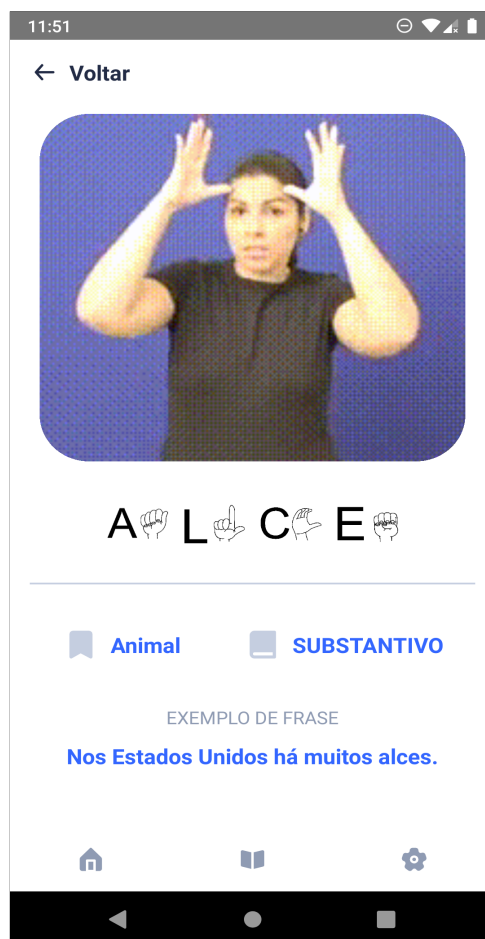 11:51
Voltar
A L C E
Animal
SUBSTANTIVO
EXEMPLO DE FRASE
Nos Estados Unidos há muitos alces.